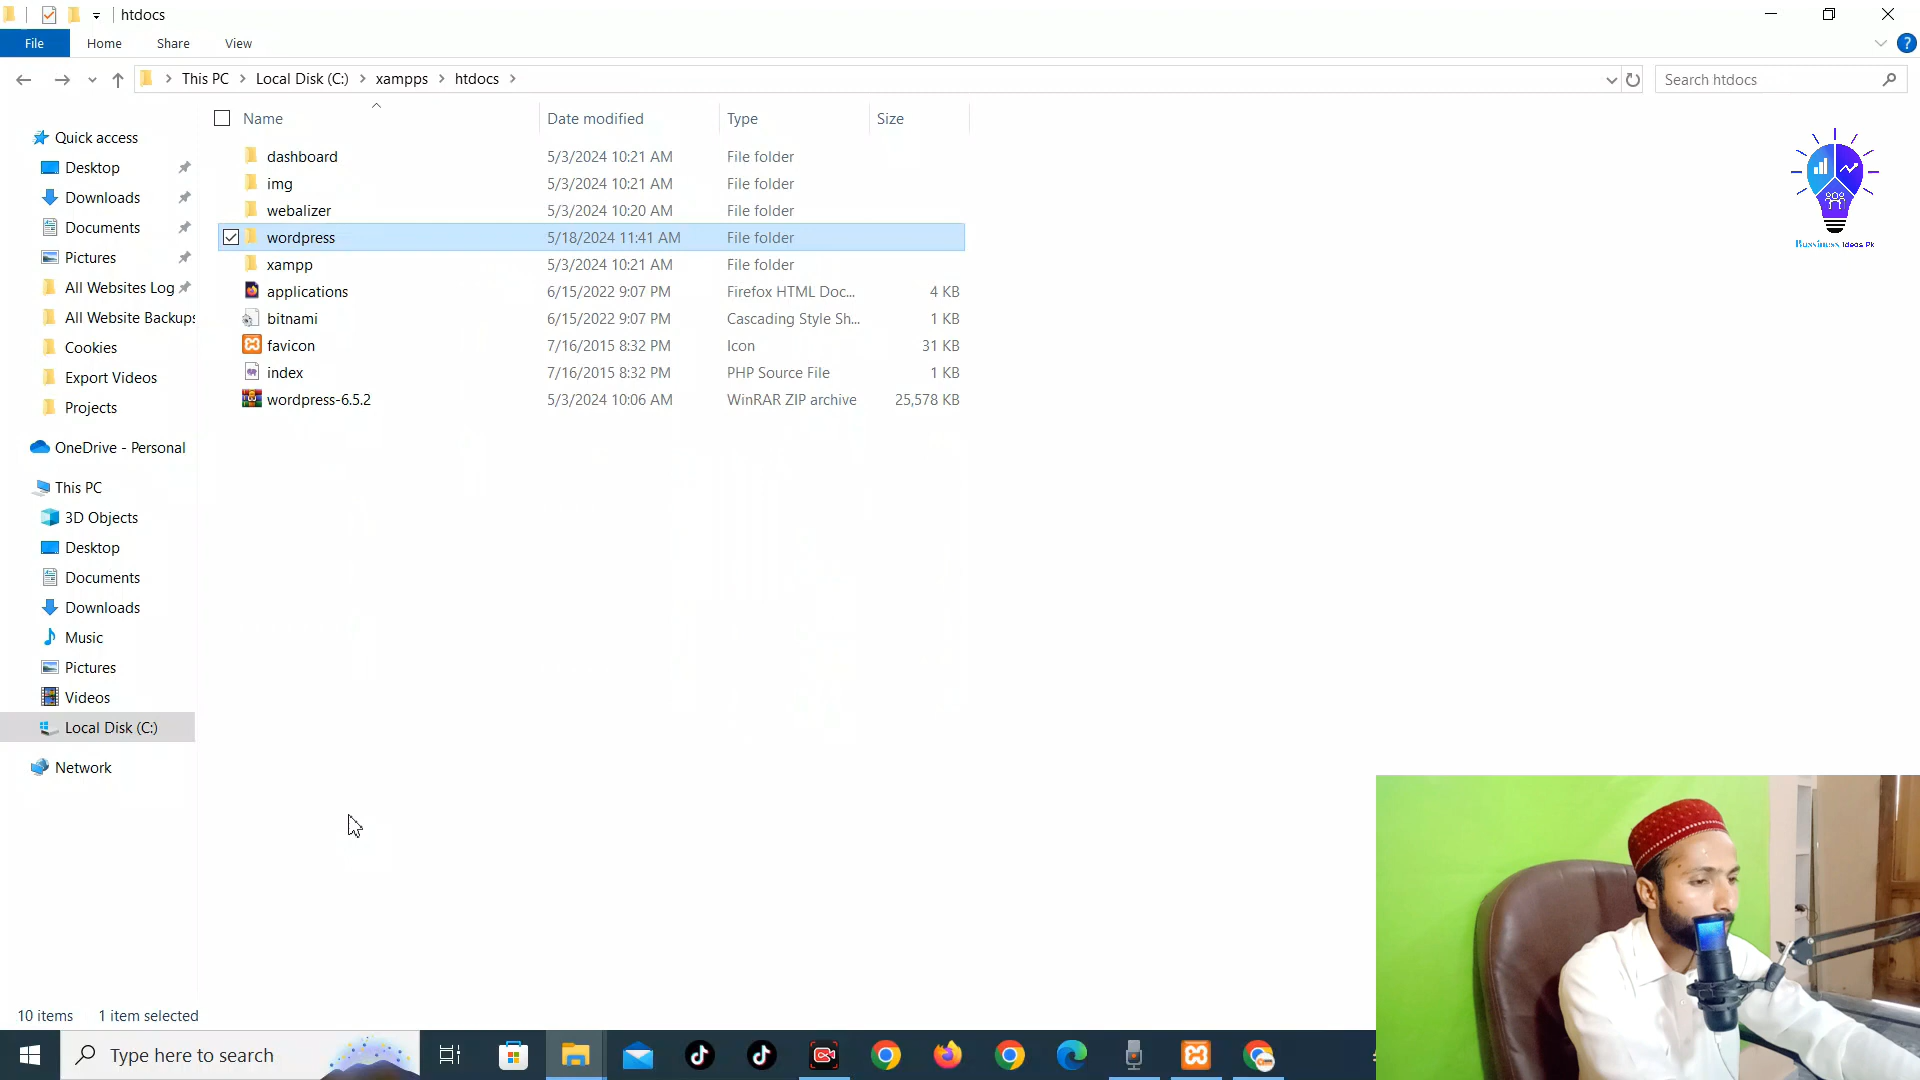 htdocs
File Home Share View
This PC Local Disk (C:) xampps htdocs
Search htdocs
Name Date modified Type Size
dashboard 5/3/2024 10:21 AM File folder
img 5/3/2024 10:21 AM File folder
webalizer 5/3/2024 10:20 AM File folder
wordpress 5/18/2024 11:41 AM File folder
xampp 5/3/2024 10:21 AM File folder
applications 6/15/2022 9:07 PM Firefox HTML Doc... 4 KB
bitnami 6/15/2022 9:07 PM Cascading Style Sh... 1 KB
favicon 7/16/2015 8:32 PM Icon 31 KB
index 7/16/2015 8:32 PM PHP Source File 1 KB
wordpress-6.5.2 5/3/2024 10:06 AM WinRAR ZIP archive 25,578 KB
Quick access
Desktop
Downloads
Documents
Pictures
All Websites Log
All Website Backups
Cookies
Export Videos
Projects
OneDrive - Personal
This PC
3D Objects
Desktop
Documents
Downloads
Music
Pictures
Videos
Local Disk (C:)
Network
Bussiness Ideas Pk
10 items 1 item selected
Type here to search